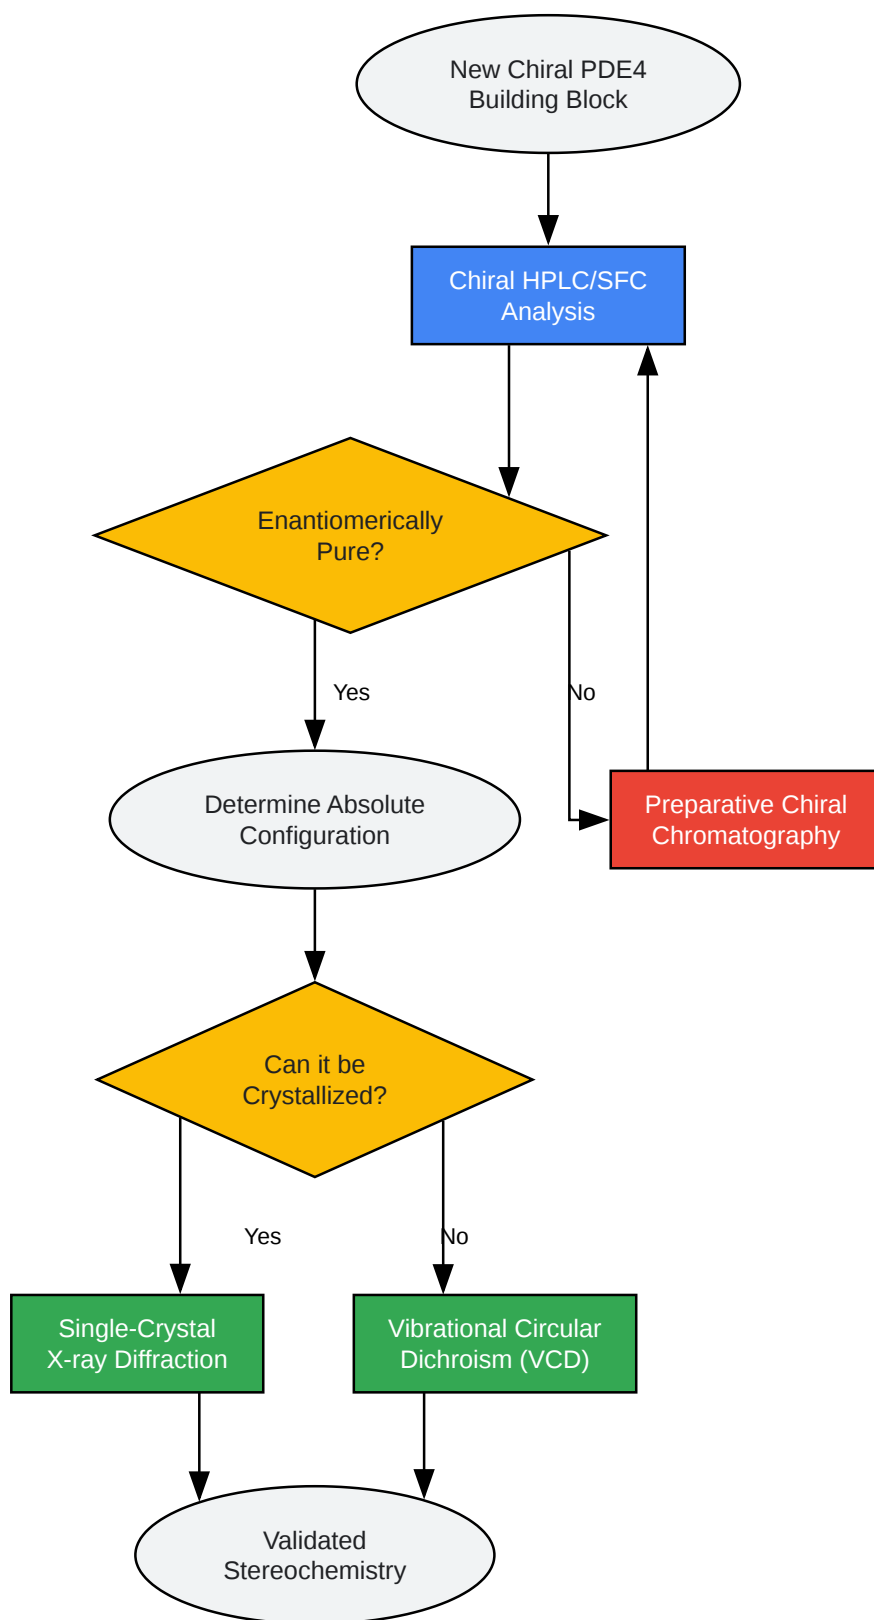 New Chiral PDE4
Building Block
Chiral HPLC/SFC
Analysis
Enantiomerically
Pure?
Yes
No
Determine Absolute
Configuration
Preparative Chiral
Chromatography
Can it be
Crystallized?
Yes
No
Single-Crystal
X-ray Diffraction
Vibrational Circular
Dichroism (VCD)
Validated
Stereochemistry